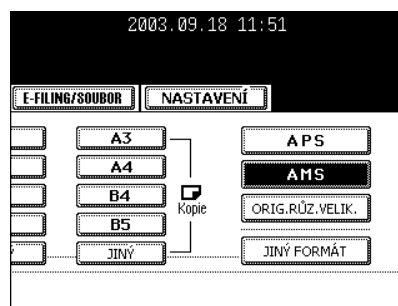 2003.09.18 11:51
E-FILING/SOUBOR NASTAVENÍ
A3 APS
A4 AMS
B4 Kopie ORIG.RŮZ.VELIK.
B5
JINÝ JINÝ FORMÁT